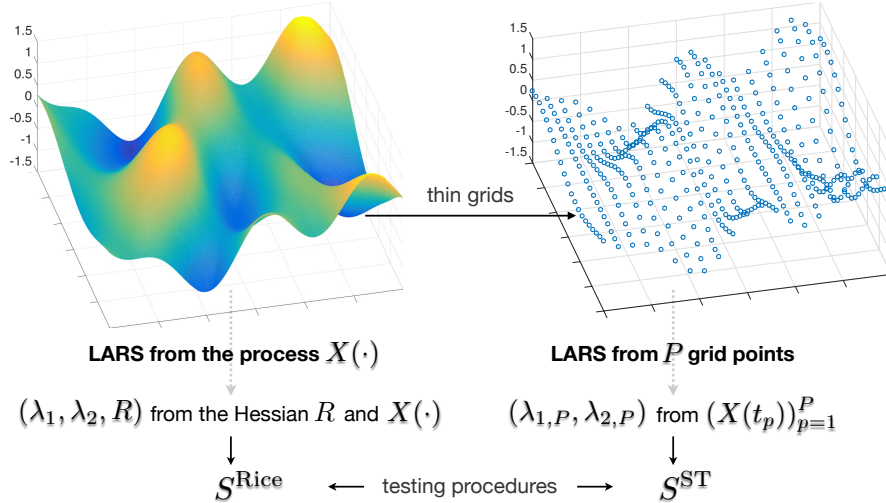 1.5
1
0.5
0
-0.5
-1
-1.5
1.5
1
0.5
0
-0.5
-1
-1.5
thin grids
LARS from the process X(·)
LARS from P grid points
(λ₁, λ₂, R) from the Hessian R and X(·)
(λ₁,P, λ₂,P) from (X(tₚ))ᴾₚ₌₁
S^Rice
testing procedures
S^ST